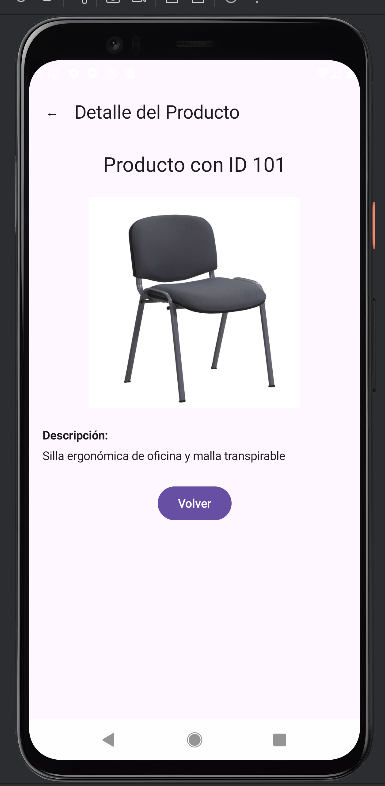 ← Detalle del Producto
Producto con ID 101
Descripción:
Silla ergonómica de oficina y malla transpirable
Volver